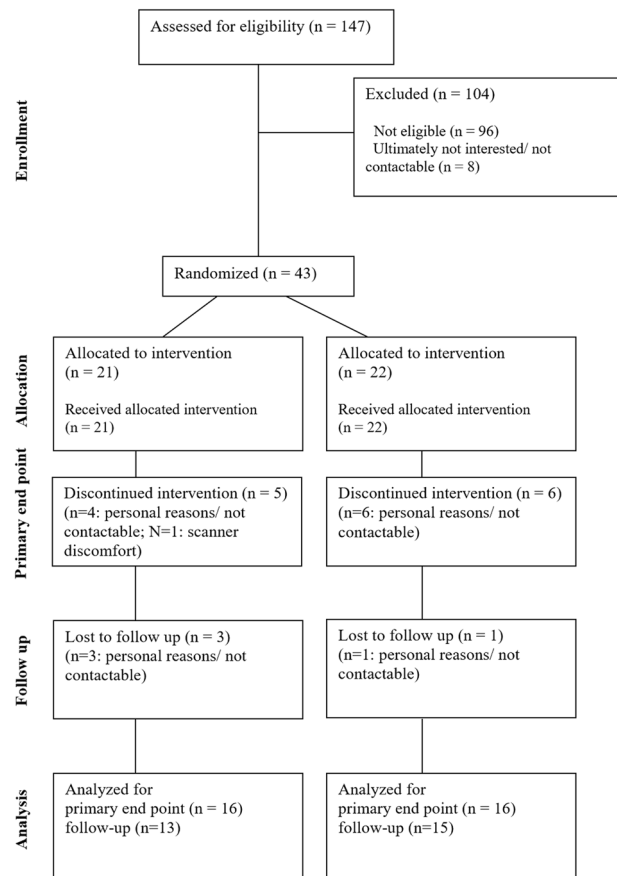 Assessed for eligibility (n = 147)
Enrollment
Excluded (n = 104)
Not eligible (n = 96)
Ultimately not interested/ not
contactable (n = 8)
Randomized (n = 43)
Allocation
Allocated to intervention
(n = 21)
Received allocated intervention
(n = 21)
Allocated to intervention
(n = 22)
Received allocated intervention
(n = 22)
Primary end point
Discontinued intervention (n = 5)
(n=4: personal reasons/ not
contactable; N=1: scanner
discomfort)
Discontinued intervention (n = 6)
(n=6: personal reasons/ not
contactable)
Follow up
Lost to follow up (n = 3)
(n=3: personal reasons/ not
contactable)
Lost to follow up (n = 1)
(n=1: personal reasons/ not
contactable)
Analysis
Analyzed for
primary end point (n = 16)
follow-up (n=13)
Analyzed for
primary end point (n = 16)
follow-up (n=15)